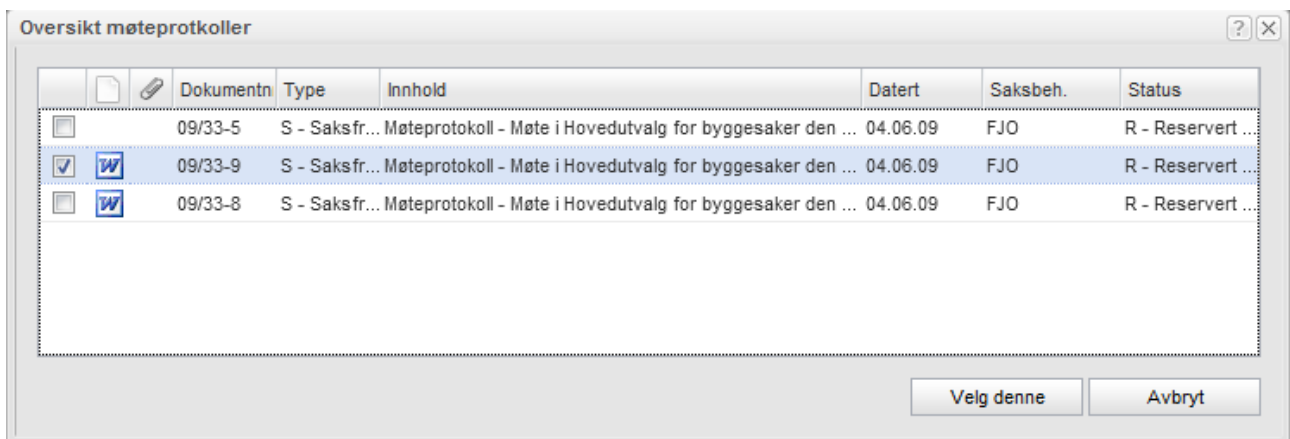 Oversikt møteprotkoller
Dokumentn Type Innhold Datert Saksbeh. Status
09/33-5 S - Saksfr... Møteprotokoll - Møte i Hovedutvalg for byggesaker den ... 04.06.09 FJO R - Reservert ...
09/33-9 S - Saksfr... Møteprotokoll - Møte i Hovedutvalg for byggesaker den ... 04.06.09 FJO R - Reservert ...
09/33-8 S - Saksfr... Møteprotokoll - Møte i Hovedutvalg for byggesaker den ... 04.06.09 FJO R - Reservert ...
Velg denne Avbryt